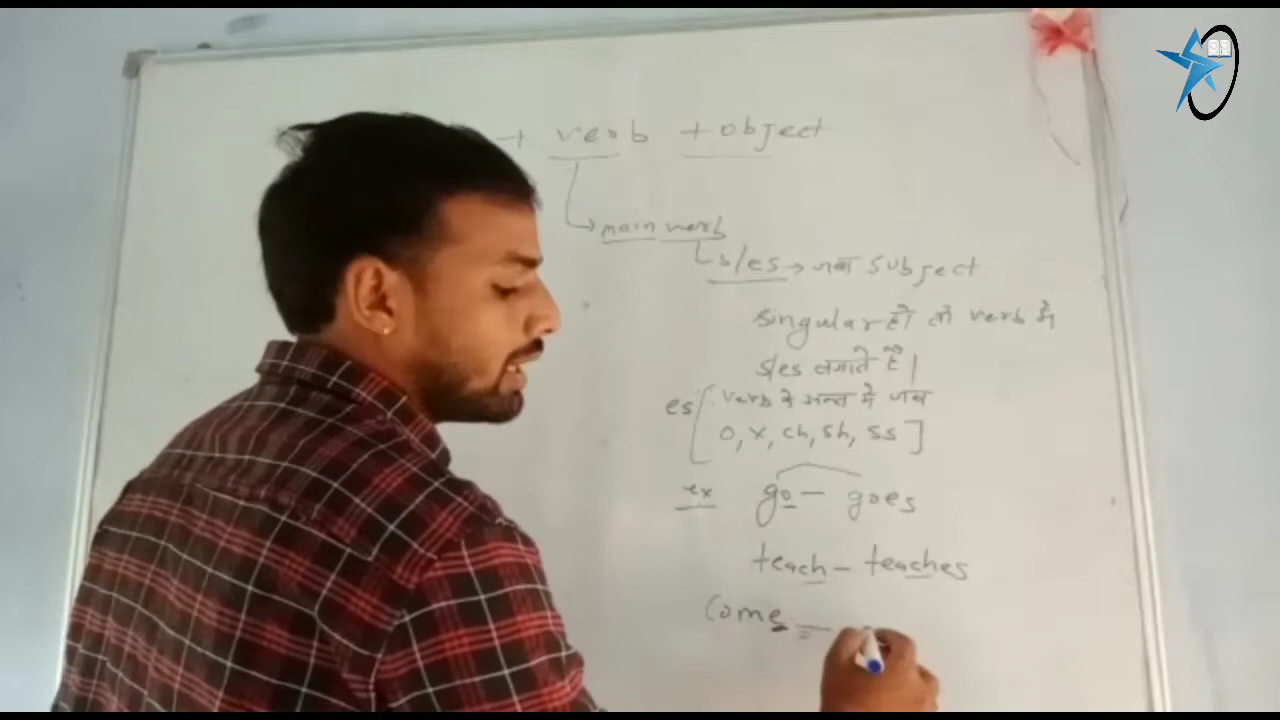 + verb + object
main verb
s/es → जब subject
singular हो तो verb मे
s/es लगाते है।
es [ verb के अन्त मे जब
o, x, ch, sh, ss ]
ex go - goes
teach - teaches
Come